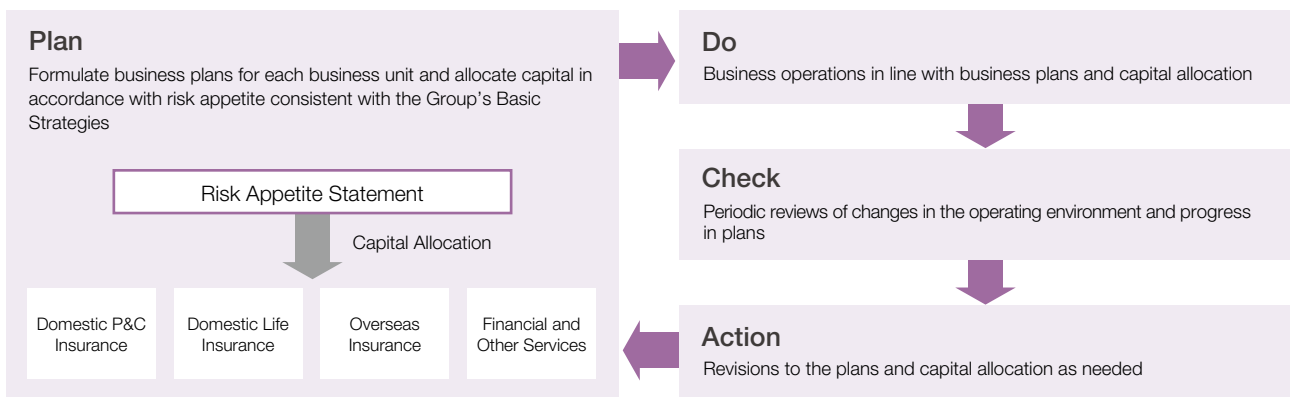 Plan
Formulate business plans for each business unit and allocate capital in
accordance with risk appetite consistent with the Group's Basic
Strategies
Risk Appetite Statement
Capital Allocation
Domestic P&C
Insurance
Domestic Life
Insurance
Overseas
Insurance
Financial and
Other Services
Do
Business operations in line with business plans and capital allocation
Check
Periodic reviews of changes in the operating environment and progress
in plans
Action
Revisions to the plans and capital allocation as needed